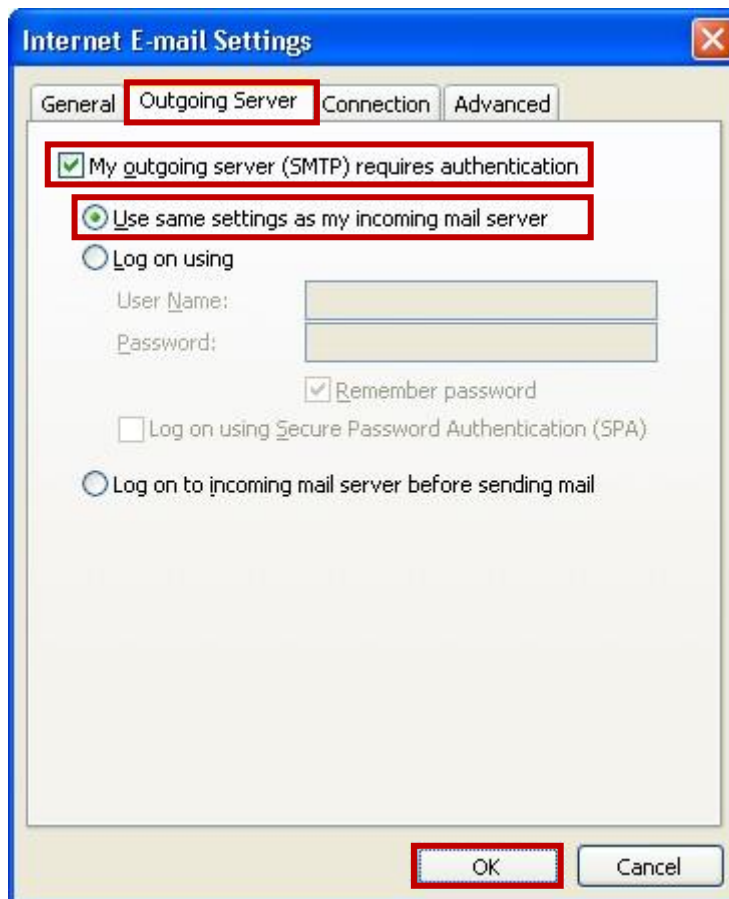 Internet E-mail Settings
General Outgoing Server Connection Advanced
My outgoing server (SMTP) requires authentication
Use same settings as my incoming mail server
Log on using
User Name:
Password:
Remember password
Log on using Secure Password Authentication (SPA)
Log on to incoming mail server before sending mail
OK Cancel